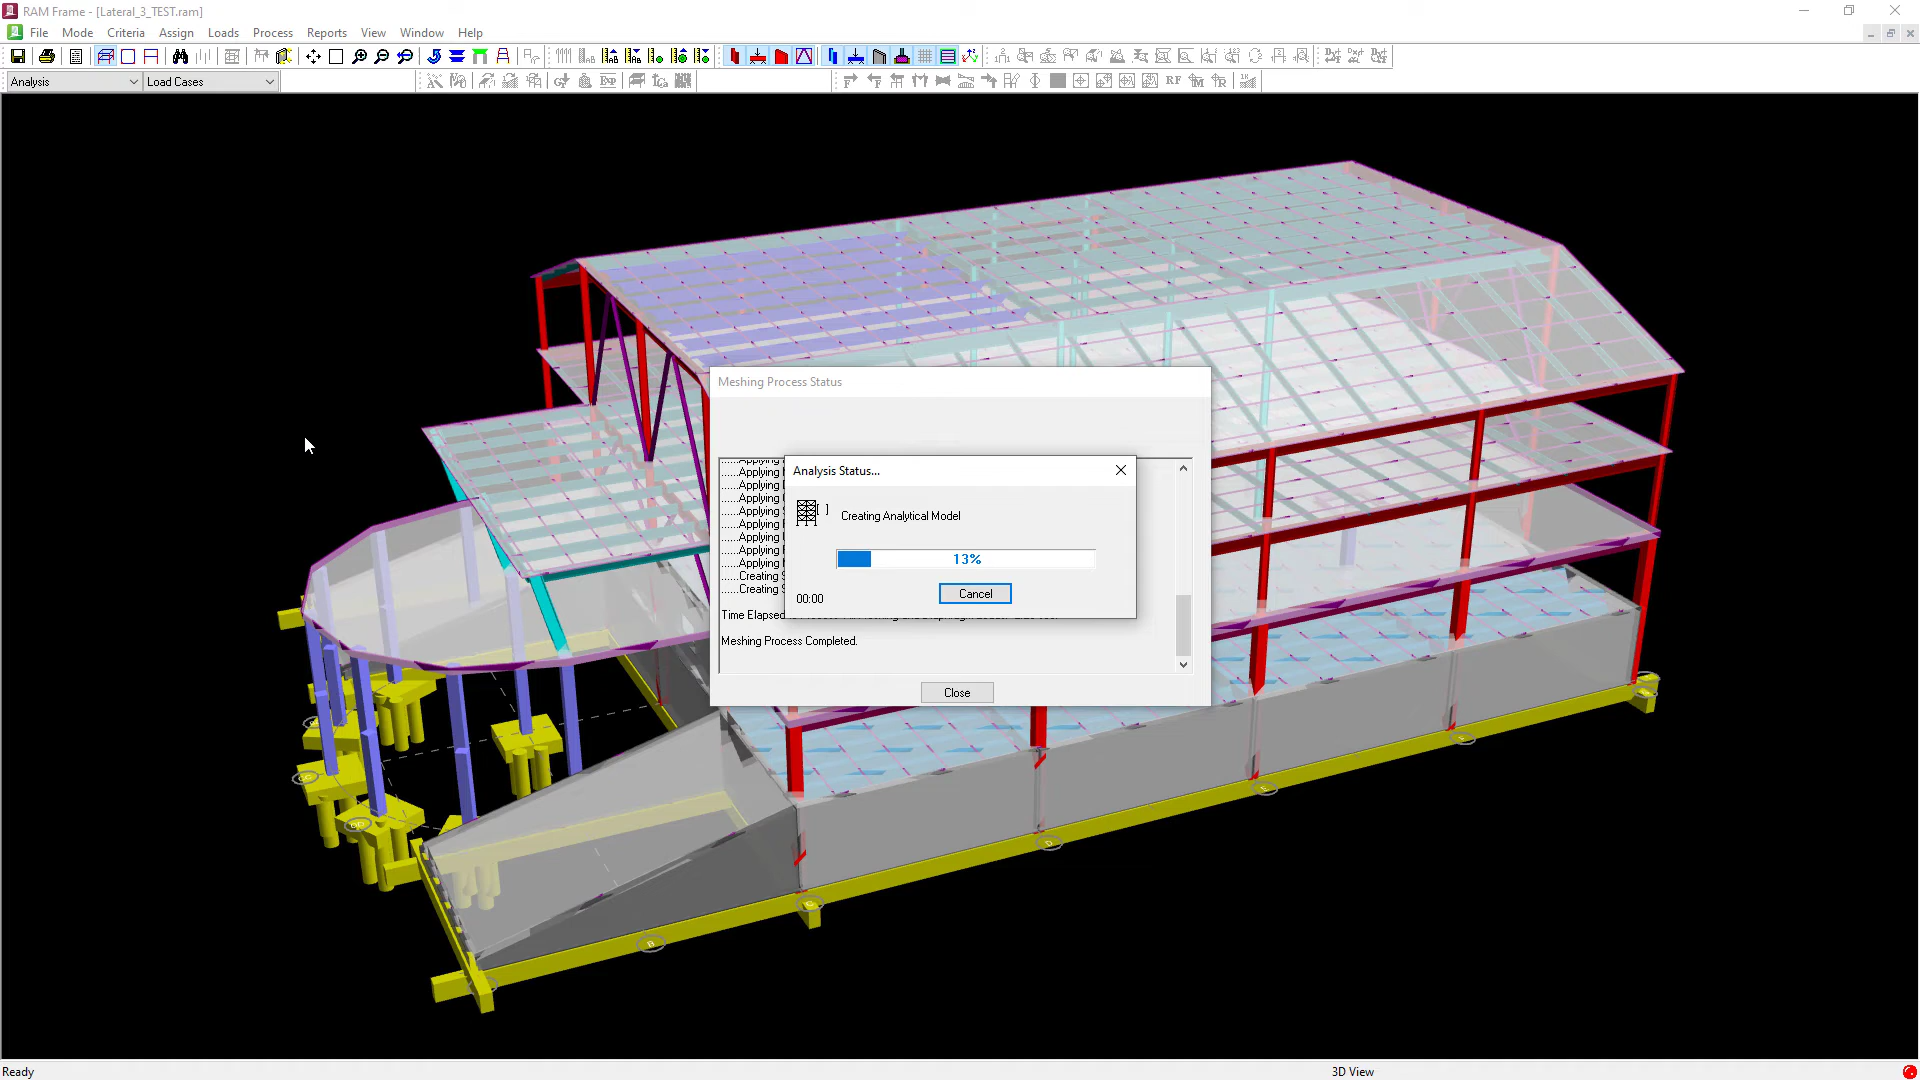 RAM Frame - [Lateral_3_TEST.ram]
File Mode Criteria Assign Loads Process Reports View Window Help
Analysis Load Cases
Meshing Process Status
......Applying
......Applying
......Applying
......Applying
......Applying
......Applying
......Applying
......Applying
......Creating
......Creating
Time Elapsed
Meshing Process Completed.
Close
Analysis Status...
Creating Analytical Model
13%
00:00
Cancel
B
D
Ready
3D View